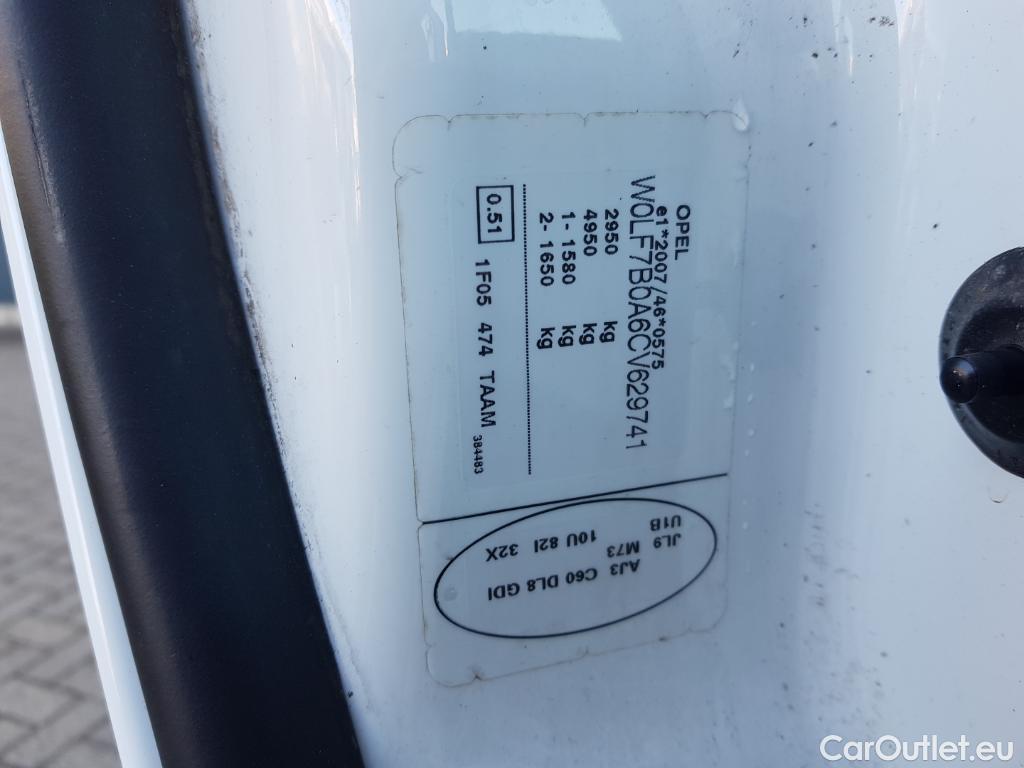 OPEL
e1*2007/46*0575
W0LF7B0A6CV629741
2950 kg
4950 kg
1- 1580 kg
2- 1650 kg
0.51 1F05 474 TAAM 384483
U1B
JL9 M73
10U 82I 32X
AJ3 C60 DL8 GDI
CarOutlet.eu